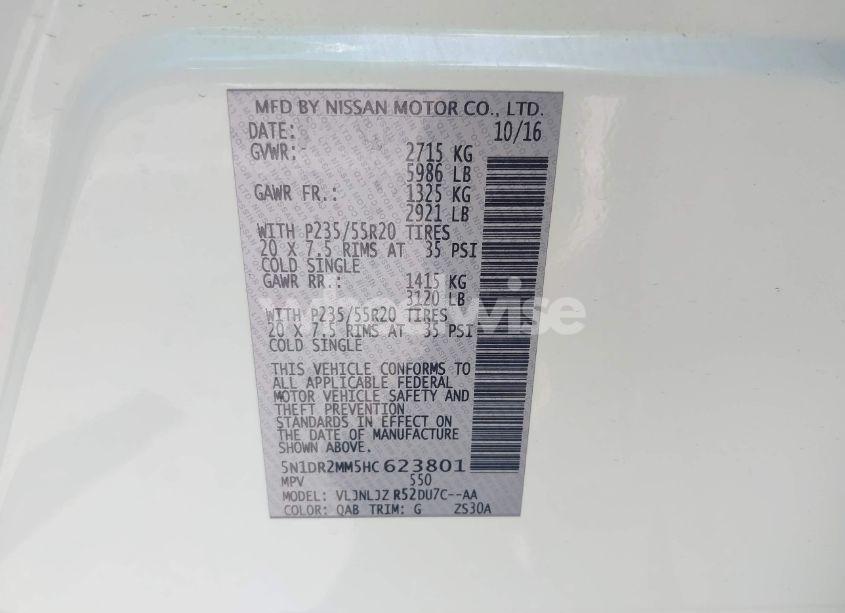 MFD BY NISSAN MOTOR CO., LTD.
DATE: 10/16
GVWR: 2715 KG
5986 LB
GAWR FR.: 1325 KG
2921 LB
WITH P235/55R20 TIRES
20 X 7.5 RIMS AT 35 PSI
COLD SINGLE
GAWR RR.: 1415 KG
3120 LB
WITH P235/55R20 TIRES
20 X 7.5 RIMS AT 35 PSI
COLD SINGLE
wheelwise
THIS VEHICLE CONFORMS TO
ALL APPLICABLE FEDERAL
MOTOR VEHICLE SAFETY AND
THEFT PREVENTION
STANDARDS IN EFFECT ON
THE DATE OF MANUFACTURE
SHOWN ABOVE.
5N1DR2MM5HC623801
MPV 550
MODEL: VLJNLJZ R52DU7C--AA
COLOR: QAB TRIM: G ZS30A